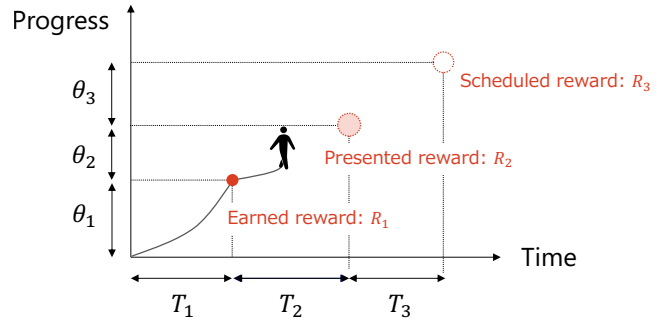 Progress
Scheduled reward: R₃
θ₃
θ₂
Presented reward: R₂
θ₁
Earned reward: R₁
Time
T₁ T₂ T₃